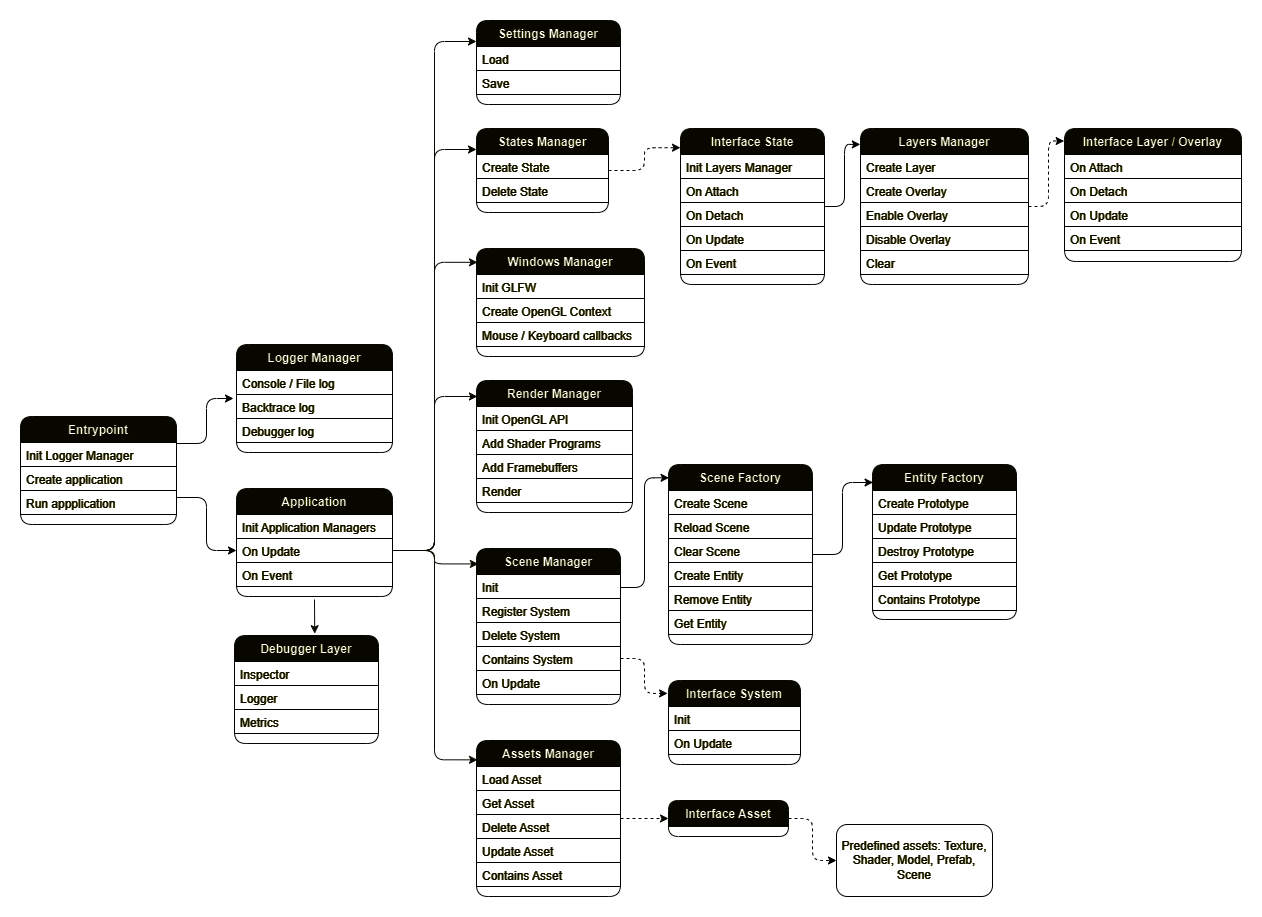 Settings Manager
Load
Save
States Manager
Create State
Delete State
Interface State
Init Layers Manager
On Attach
On Detach
On Update
On Event
Layers Manager
Create Layer
Create Overlay
Enable Overlay
Disable Overlay
Clear
Interface Layer / Overlay
On Attach
On Detach
On Update
On Event
Windows Manager
Init GLFW
Create OpenGL Context
Mouse / Keyboard callbacks
Logger Manager
Console / File log
Backtrace log
Debugger log
Entrypoint
Init Logger Manager
Create application
Run appplication
Application
Init Application Managers
On Update
On Event
Debugger Layer
Inspector
Logger
Metrics
Render Manager
Init OpenGL API
Add Shader Programs
Add Framebuffers
Render
Scene Manager
Init
Register System
Delete System
Contains System
On Update
Scene Factory
Create Scene
Reload Scene
Clear Scene
Create Entity
Remove Entity
Get Entity
Entity Factory
Create Prototype
Update Prototype
Destroy Prototype
Get Prototype
Contains Prototype
Interface System
Init
On Update
Assets Manager
Load Asset
Get Asset
Delete Asset
Update Asset
Contains Asset
Interface Asset
Predefined assets: Texture,
Shader, Model, Prefab,
Scene